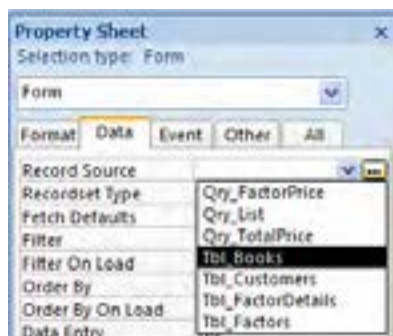 Property Sheet
Selection type: Form
Form
Format Data Event Other All
Record Source
Recordset Type
Fetch Defaults
Filter
Filter On Load
Order By
Order By On Load
Data Entry
Qry_FactorPrice
Qry_List
Qry_TotalPrice
Tbl_Books
Tbl_Customers
Tbl_FactorDetails
Tbl_Factors